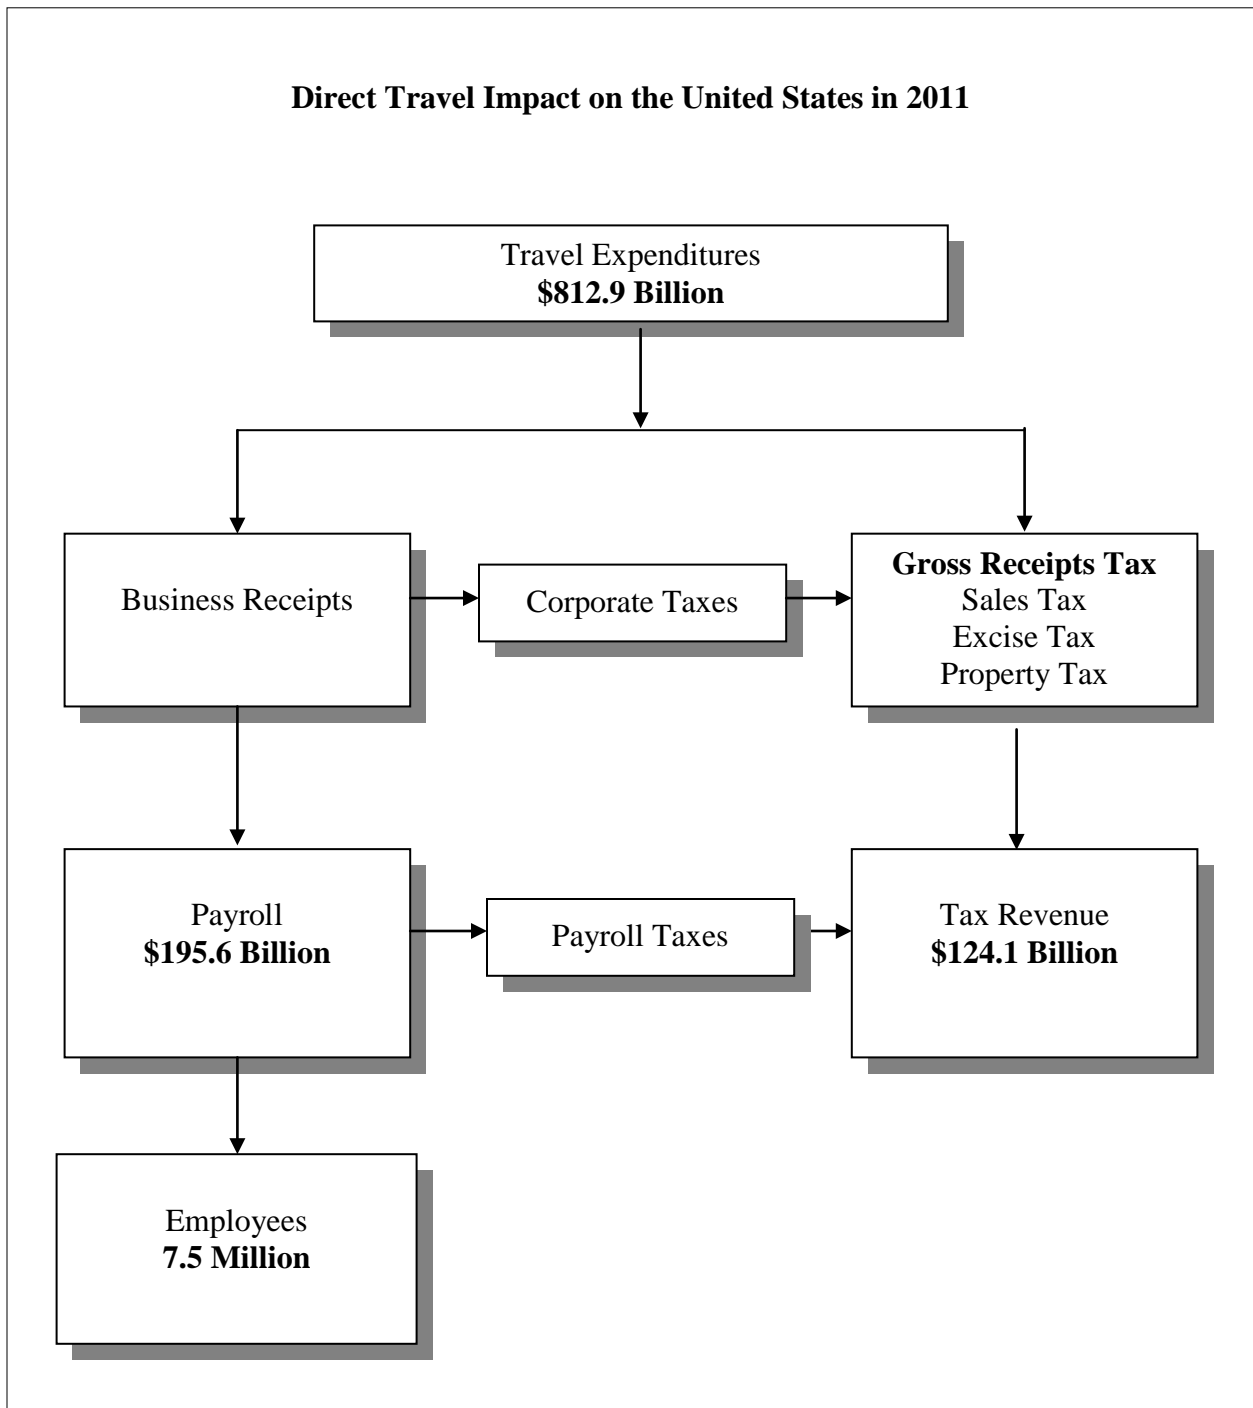 Direct Travel Impact on the United States in 2011
Travel Expenditures
$812.9 Billion
Business Receipts
Corporate Taxes
Gross Receipts Tax
Sales Tax
Excise Tax
Property Tax
Payroll
$195.6 Billion
Payroll Taxes
Tax Revenue
$124.1 Billion
Employees
7.5 Million